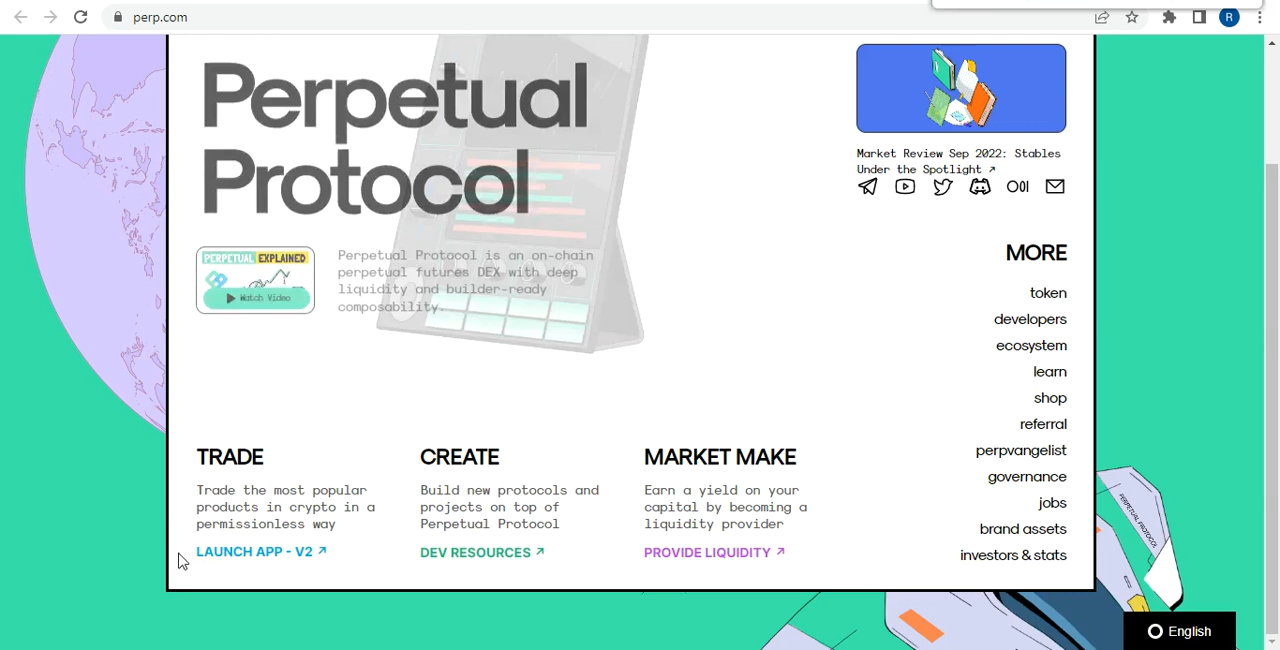 perp.com
R
Perpetual
Protocol
PERPETUAL EXPLAINED
Watch Video
Perpetual Protocol is an on-chain
perpetual futures DEX with deep
liquidity and builder-ready
composability.
Market Review Sep 2022: Stables
Under the Spotlight ↗
MORE
token
developers
ecosystem
learn
shop
referral
perpvangelist
governance
jobs
brand assets
investors & stats
TRADE
Trade the most popular
products in crypto in a
permissionless way
LAUNCH APP - V2 ↗
CREATE
Build new protocols and
projects on top of
Perpetual Protocol
DEV RESOURCES ↗
MARKET MAKE
Earn a yield on your
capital by becoming a
liquidity provider
PROVIDE LIQUIDITY ↗
PERPETUAL PROTOCOL
English